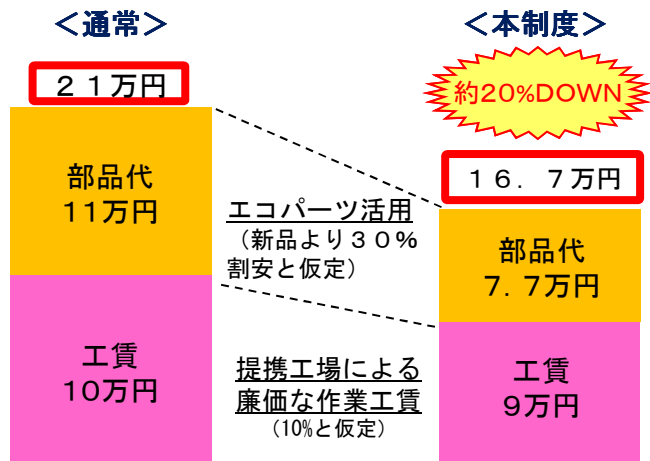 ＜通常＞
２１万円
部品代
11万円
工賃
10万円
エコパーツ活用
（新品より３０％
割安と仮定）
提携工場による
廉価な作業工賃
（10%と仮定）
＜本制度＞
約20%DOWN
１６．７万円
部品代
７．７万円
工賃
９万円